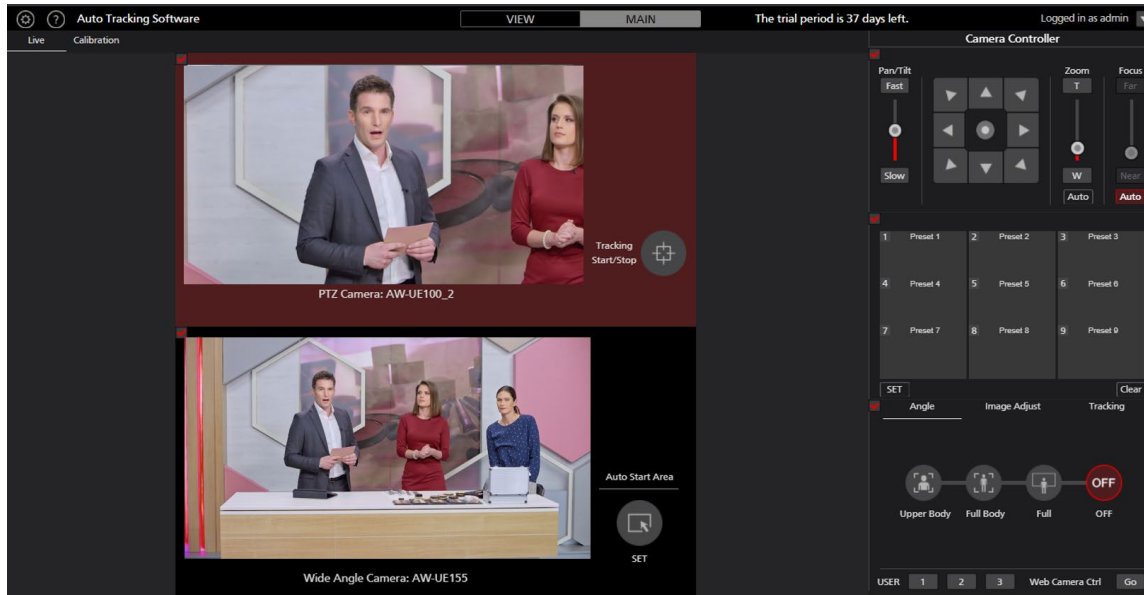 Auto Tracking Software
VIEW
MAIN
The trial period is 37 days left.
Logged in as admin
Live
Calibration
Tracking
Start/Stop
PTZ Camera: AW-UE100_2
Auto Start Area
SET
Wide Angle Camera: AW-UE155
Camera Controller
Pan/Tilt
Zoom
Focus
Fast
T
Far
Slow
W
Near
Auto
Auto
1 Preset 1
2 Preset 2
3 Preset 3
4 Preset 4
5 Preset 5
6 Preset 6
7 Preset 7
8 Preset 8
9 Preset 9
SET
Clear
Angle
Image Adjust
Tracking
OFF
Upper Body
Full Body
Full
OFF
USER 1 2 3 Web Camera Ctrl Go